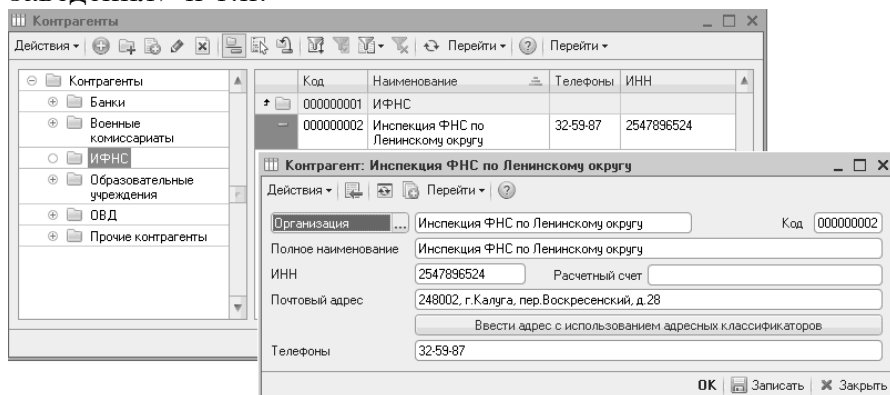 Контрагенты
Действия Перейти Перейти
Контрагенты
Банки
Военные
комиссариаты
ИФНС
Образовательные
учреждения
ОВД
Прочие контрагенты
Код Наименование Телефоны ИНН
000000001 ИФНС
000000002 Инспекция ФНС по 32-59-87 2547896524
Ленинскому округу
Контрагент: Инспекция ФНС по Ленинскому округу
Действия Перейти
Организация ... Инспекция ФНС по Ленинскому округу Код 000000002
Полное наименование Инспекция ФНС по Ленинскому округу
ИНН 2547896524 Расчетный счет
Почтовый адрес 248002, г.Калуга, пер.Воскресенский, д.28
Ввести адрес с использованием адресных классификаторов
Телефоны 32-59-87
OK Записать Закрыть